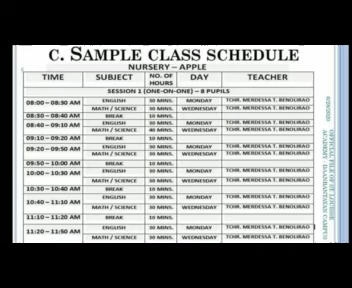 C. SAMPLE CLASS SCHEDULE
NURSERY – APPLE
TIME SUBJECT NO. OF HOURS DAY TEACHER
SESSION 1 (ONE-ON-ONE) – 8 PUPILS
08:00 – 08:30 AM ENGLISH 30 MINS. MONDAY TCHR. MERDESSA T. BENOLIRAO
MATH / SCIENCE 30 MINS. WEDNESDAY TCHR. MERDESSA T. BENOLIRAO
08:30 – 08:40 AM BREAK 10 MINS.
08:40 – 09:10 AM ENGLISH 30 MINS. MONDAY TCHR. MERDESSA T. BENOLIRAO
MATH / SCIENCE 40 MINS. WEDNESDAY TCHR. MERDESSA T. BENOLIRAO
09:10 – 09:20 AM BREAK 10 MINS.
09:20 – 09:50 AM ENGLISH 30 MINS. MONDAY TCHR. MERDESSA T. BENOLIRAO
MATH / SCIENCE 30 MINS. WEDNESDAY TCHR. MERDESSA T. BENOLIRAO
09:50 – 10:00 AM BREAK 10 MINS.
10:00 – 10:30 AM ENGLISH 30 MINS. MONDAY TCHR. MERDESSA T. BENOLIRAO
MATH / SCIENCE 30 MINS. WEDNESDAY TCHR. MERDESSA T. BENOLIRAO
10:30 – 10:40 AM BREAK 10 MINS.
10:40 – 11:10 AM ENGLISH 30 MINS. MONDAY TCHR. MERDESSA T. BENOLIRAO
MATH / SCIENCE 30 MINS. WEDNESDAY TCHR. MERDESSA T. BENOLIRAO
11:10 – 11:20 AM BREAK 10 MINS.
11:20 – 11:50 AM ENGLISH 30 MINS. MONDAY TCHR. MERDESSA T. BENOLIRAO
MATH / SCIENCE 30 MINS. WEDNESDAY TCHR. MERDESSA T. BENOLIRAO
OFFICIAL FILE OF ST. LOUISSE
ACADEMY
CAMPUS